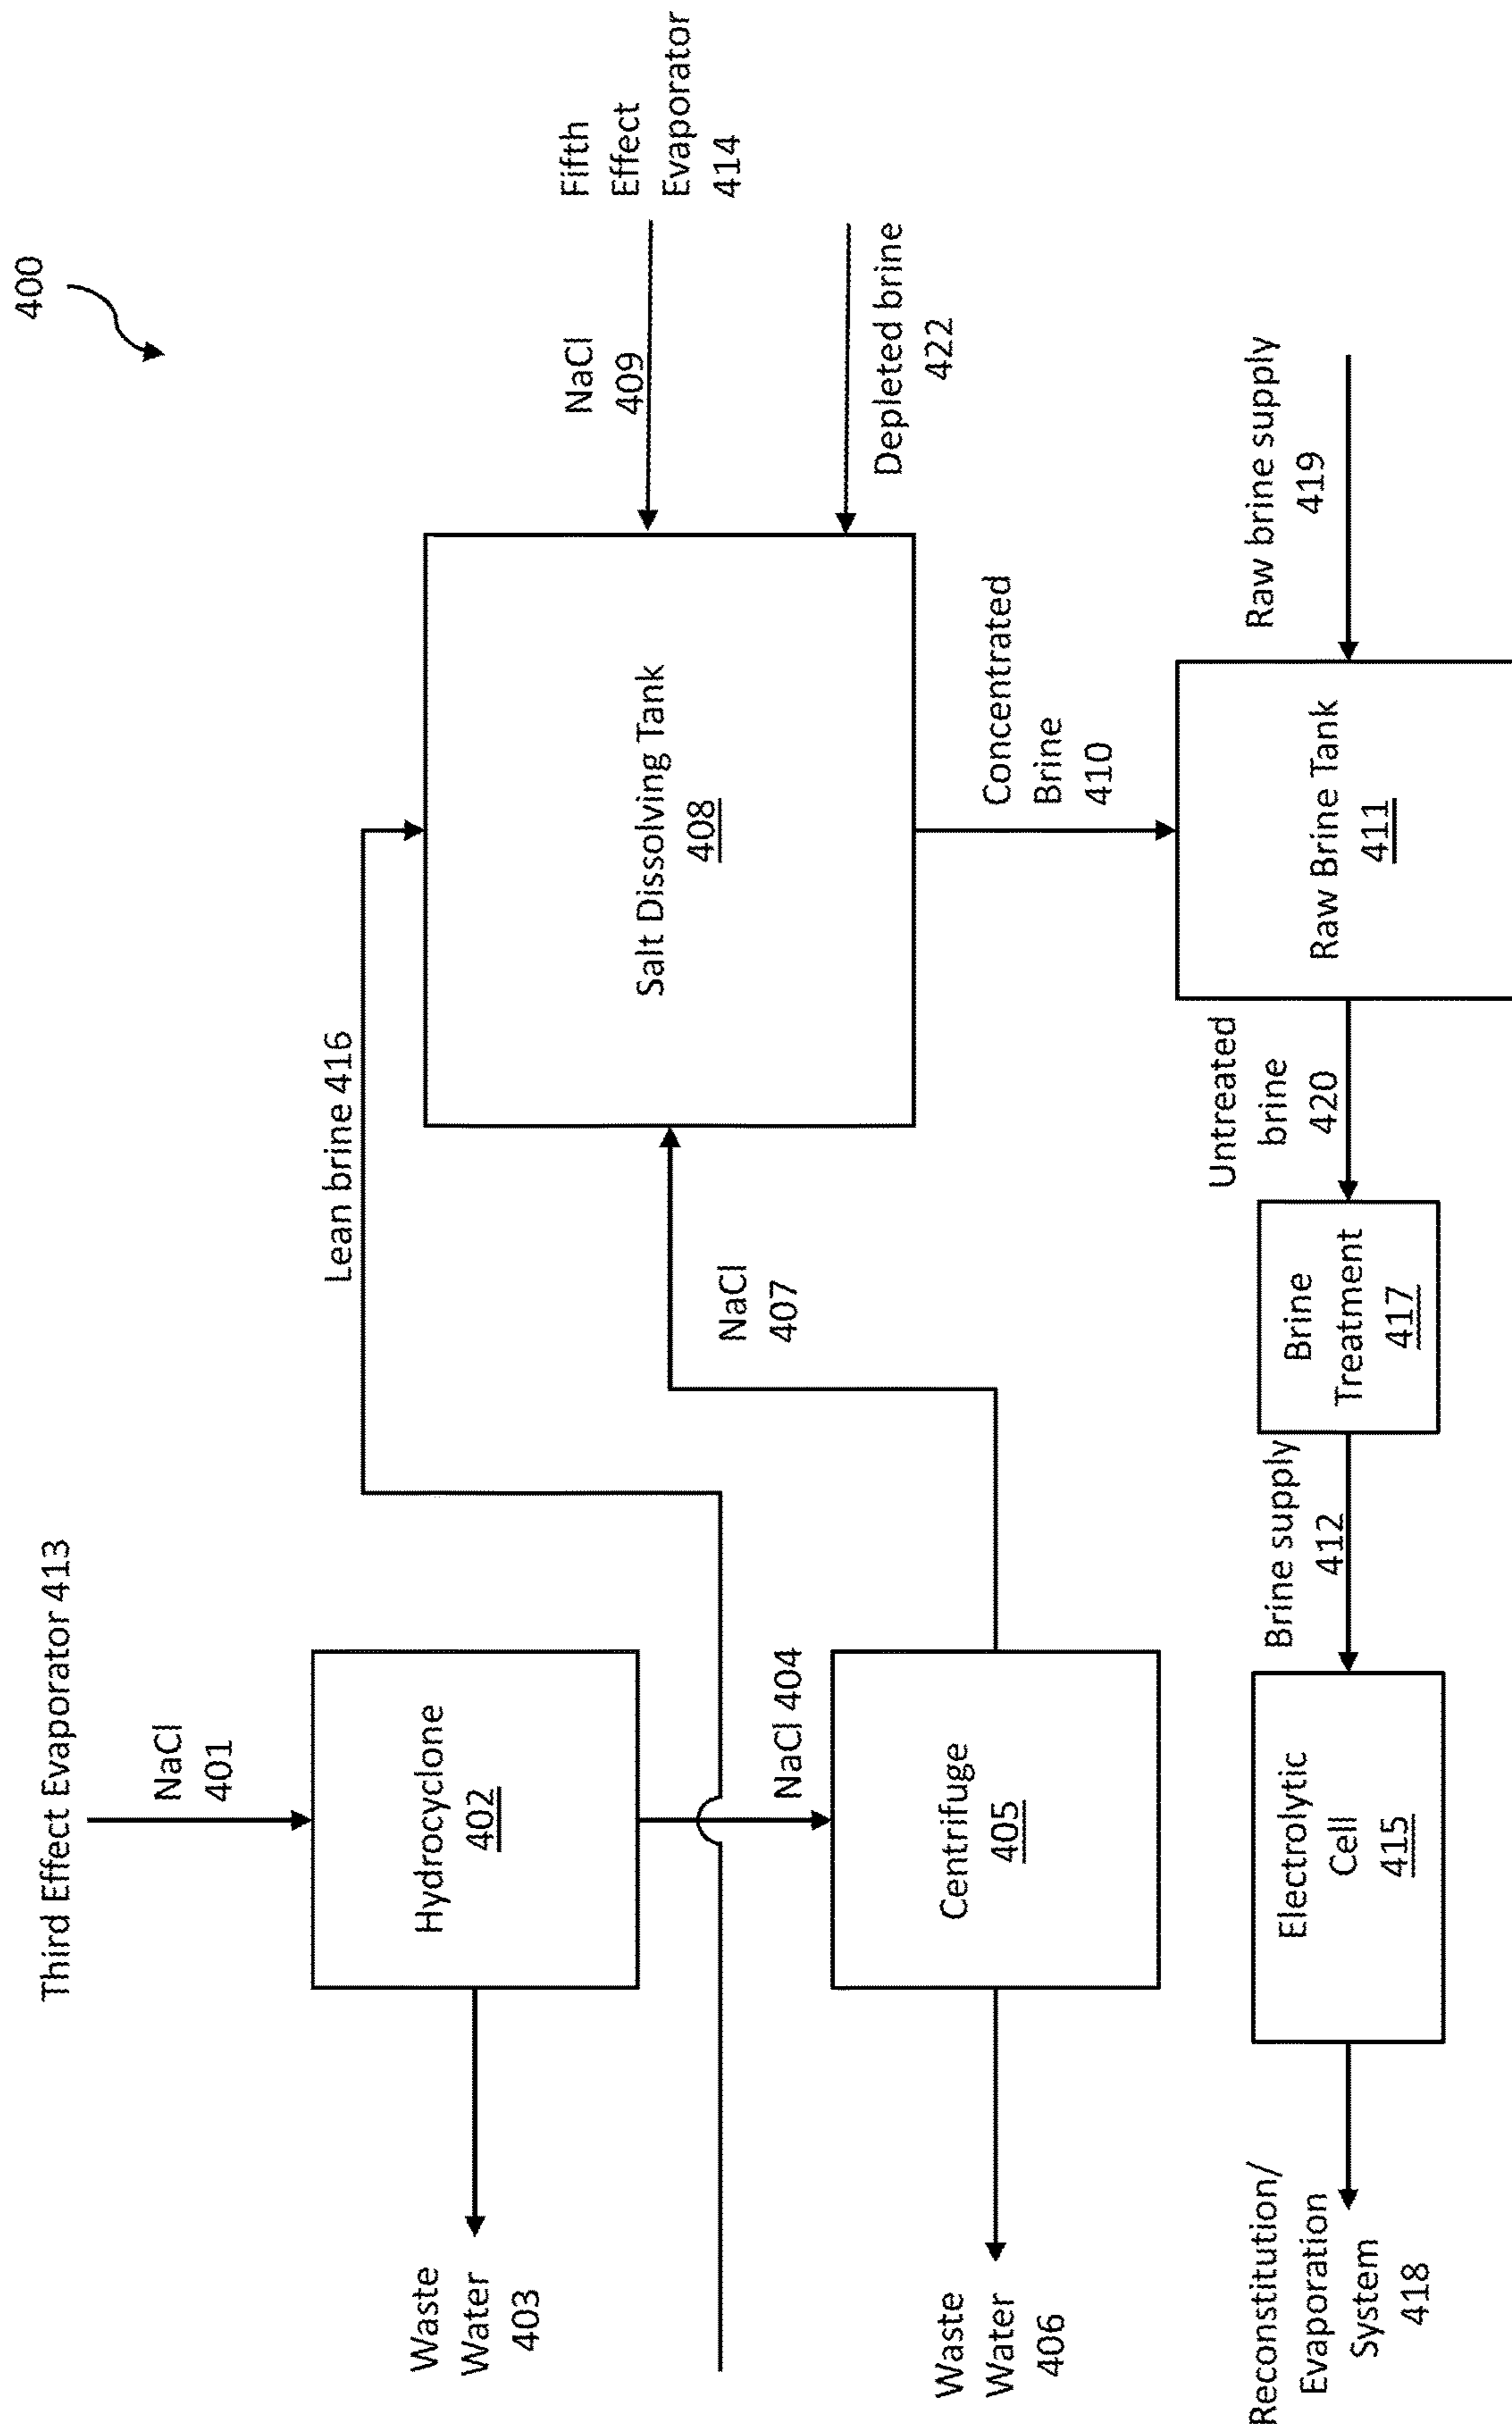 400
Third Effect Evaporator 413
NaCl
401
Hydrocyclone
402
Waste
Water
403
Lean brine 416
NaCl 404
Centrifuge
405
Waste
Water
406
NaCl
407
Salt Dissolving Tank
408
NaCl
409
Fifth
Effect
Evaporator
414
Depleted brine
422
Concentrated
Brine
410
Raw brine supply
419
Raw Brine Tank
411
Untreated
brine
420
Brine
Treatment
417
Brine supply
412
Electrolytic
Cell
415
Reconstitution/
Evaporation
System
418